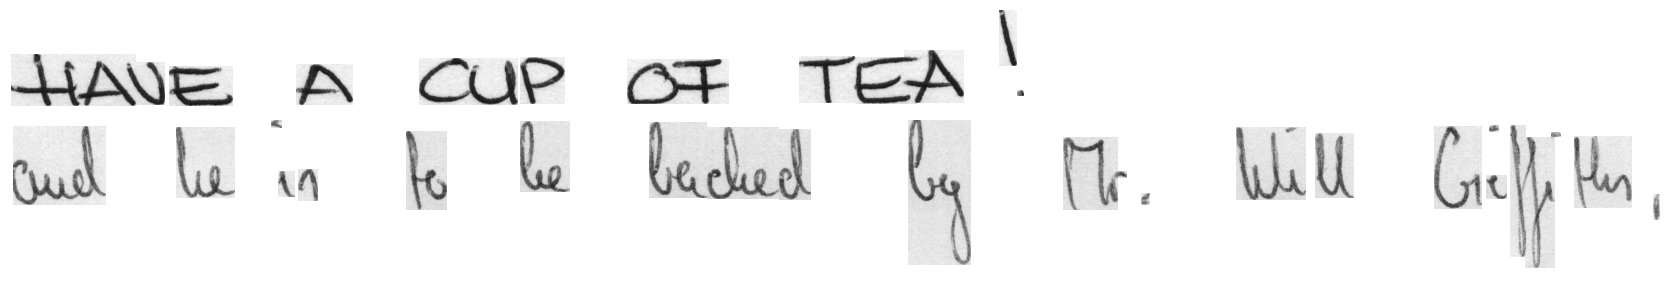 HAVE A CUP OF TEA !
and he is to be backed by Mr. Will Griffiths,